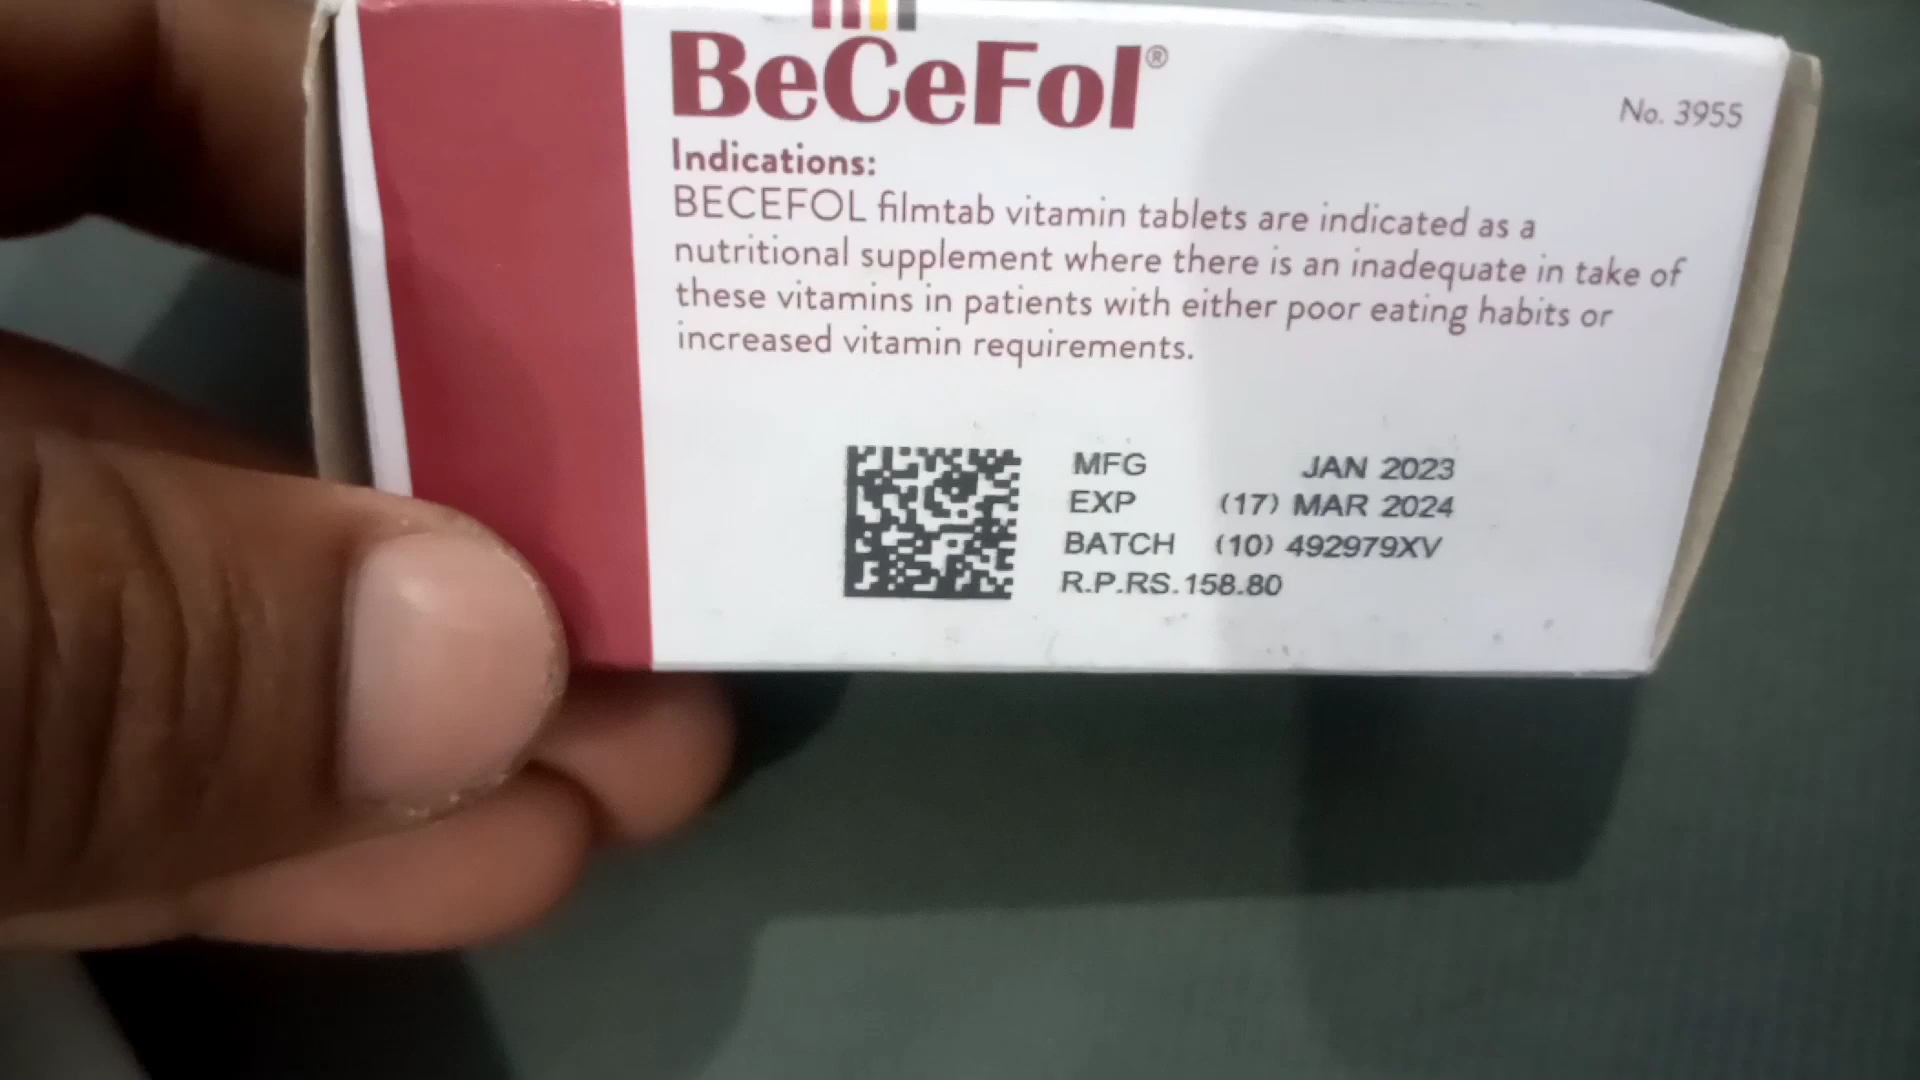 BeCeFol®
No. 3955
Indications:
BECEFOL filmtab vitamin tablets are indicated as a
nutritional supplement where there is an inadequate in take of
these vitamins in patients with either poor eating habits or
increased vitamin requirements.
MFG JAN 2023
EXP (17) MAR 2024
BATCH (10) 492979XV
R.P.RS.158.80